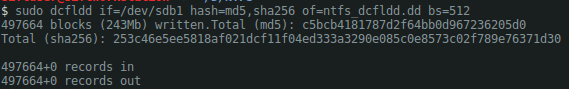 $ sudo dcfldd if=/dev/sdb1 hash=md5,sha256 of=ntfs_dcfldd.dd bs=512
497664 blocks (243Mb) written.Total (md5): c5bcb4181787d2f64bb0d967236205d0
Total (sha256): 253c46e5ee5818af021dcf11f04ed333a3290e085c0e8573c02f789e76371d30
497664+0 records in
497664+0 records out